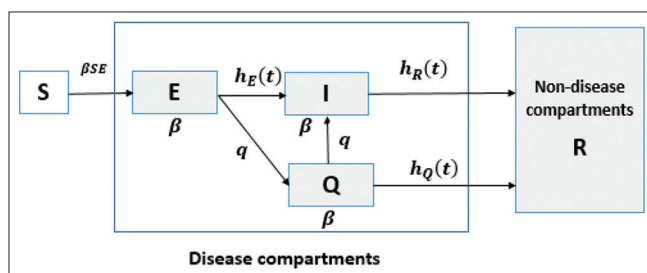 βSE
S
E
β
h_E(t)
I
β
h_R(t)
q
q
Q
β
h_Q(t)
Non-disease
compartments
R
Disease compartments